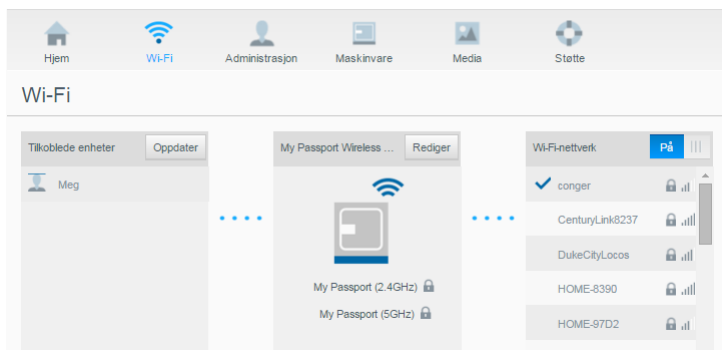 Hjem Wi-Fi Administrasjon Maskinvare Media Støtte
Wi-Fi
Tilkoblede enheter Oppdater
Meg
My Passport Wireless ... Rediger
My Passport (2.4GHz)
My Passport (5GHz)
Wi-Fi-nettverk På
conger
CenturyLink8237
DukeCityLocos
HOME-8390
HOME-97D2